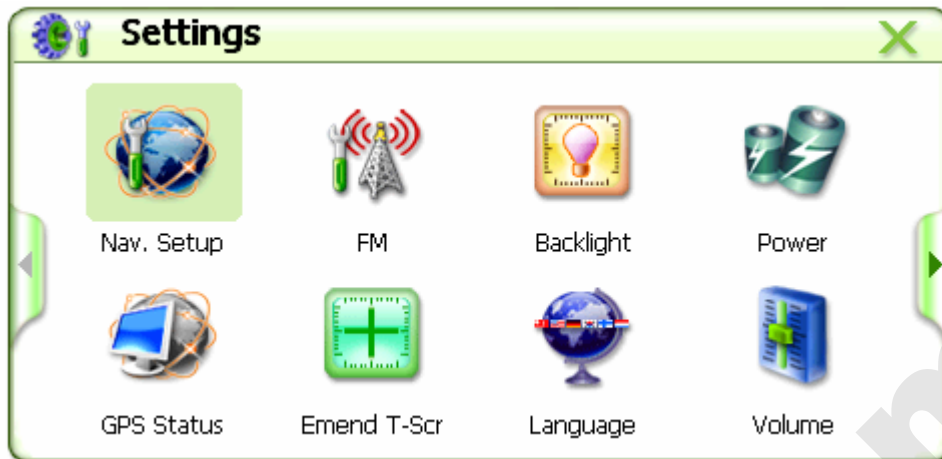 Settings
Nav. Setup
FM
Backlight
Power
GPS Status
Emend T-Scr
Language
Volume